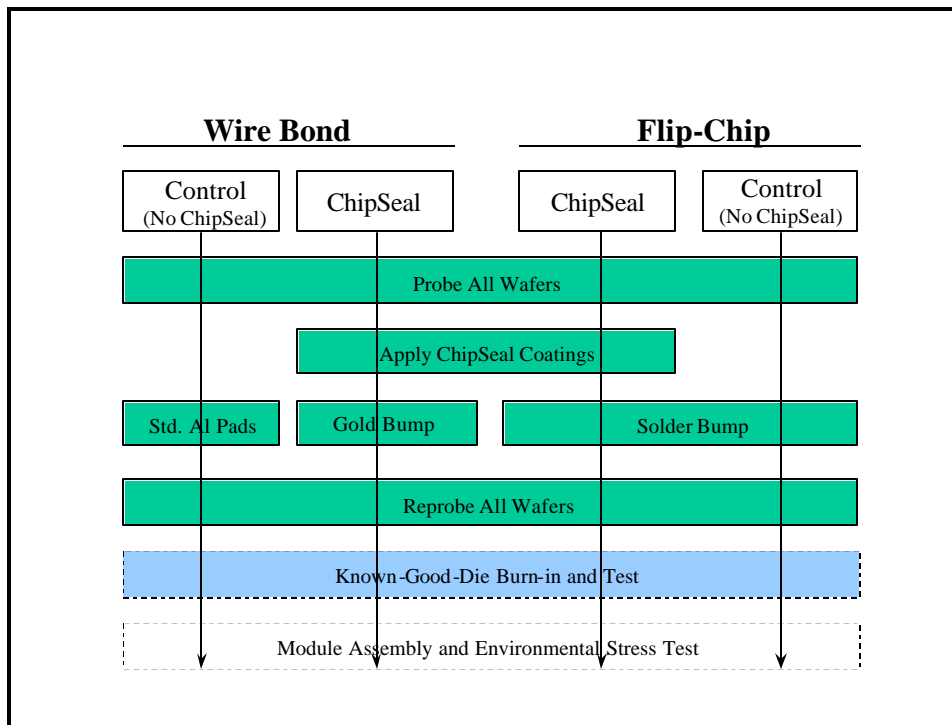 Wire Bond
Flip-Chip
Control
(No ChipSeal)
ChipSeal
ChipSeal
Control
(No ChipSeal)
Probe All Wafers
Apply ChipSeal Coatings
Std. Al Pads
Gold Bump
Solder Bump
Reprobe All Wafers
Known-Good-Die Burn-in and Test
Module Assembly and Environmental Stress Test